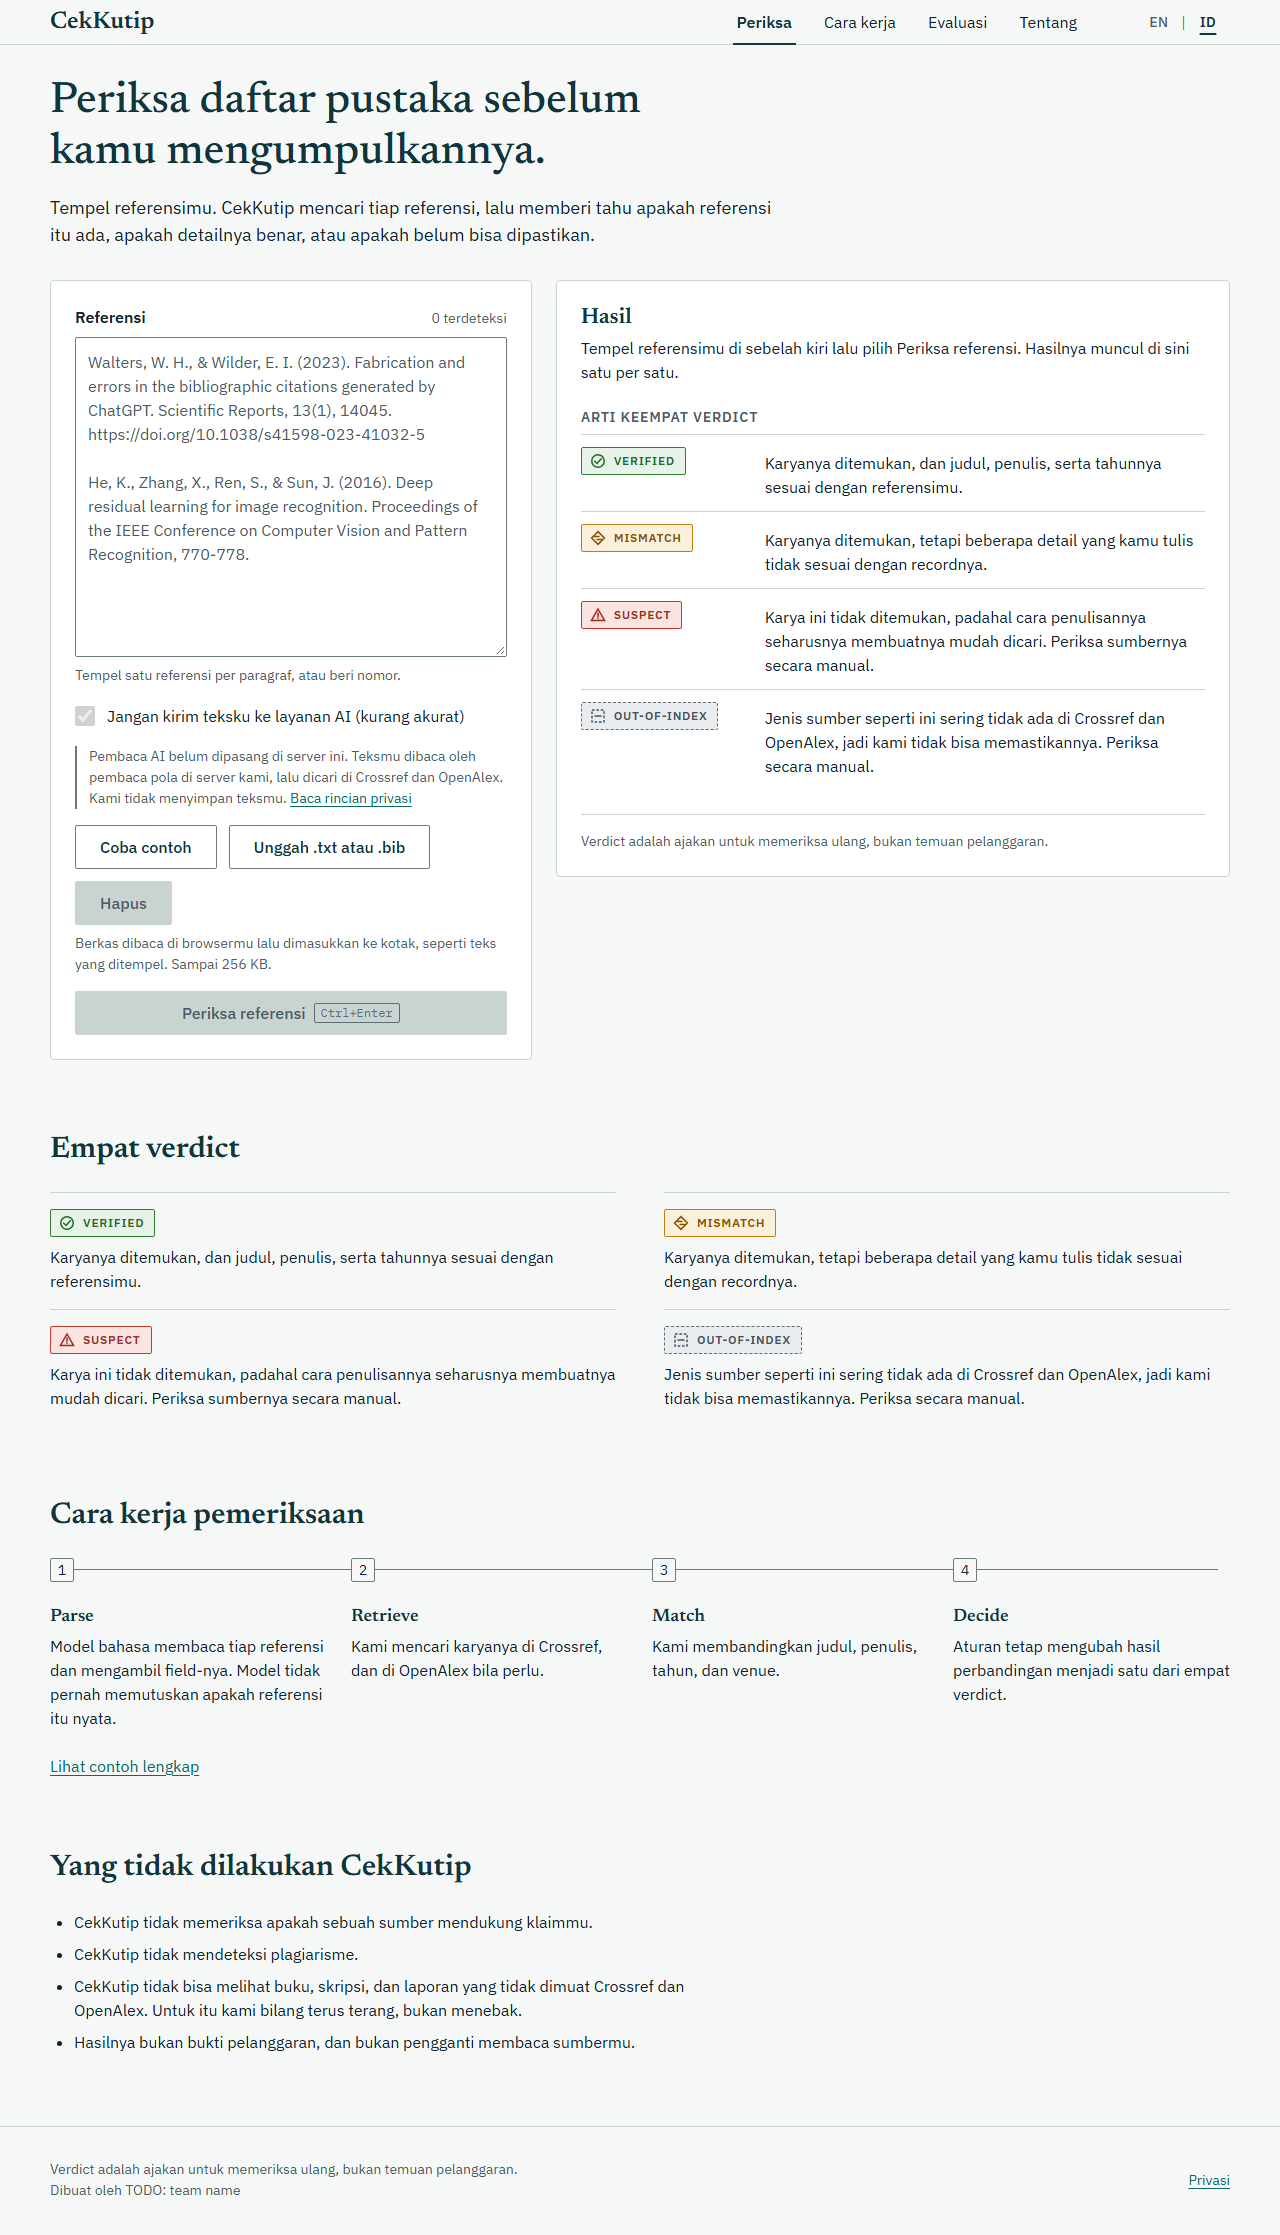 CekKutip
Periksa
Cara kerja
Evaluasi
Tentang
EN | ID
Periksa daftar pustaka sebelum
kamu mengumpulkannya.
Tempel referensimu. CekKutip mencari tiap referensi, lalu memberi tahu apakah referensi
itu ada, apakah detailnya benar, atau apakah belum bisa dipastikan.
Referensi
0 terdeteksi
Walters, W. H., & Wilder, E. I. (2023). Fabrication and
errors in the bibliographic citations generated by
ChatGPT. Scientific Reports, 13(1), 14045.
https://doi.org/10.1038/s41598-023-41032-5
He, K., Zhang, X., Ren, S., & Sun, J. (2016). Deep
residual learning for image recognition. Proceedings of
the IEEE Conference on Computer Vision and Pattern
Recognition, 770-778.
Tempel satu referensi per paragraf, atau beri nomor.
Jangan kirim teksku ke layanan AI (kurang akurat)
Pembaca AI belum dipasang di server ini. Teksmu dibaca oleh
pembaca pola di server kami, lalu dicari di Crossref dan OpenAlex.
Kami tidak menyimpan teksmu. Baca rincian privasi
Coba contoh
Unggah .txt atau .bib
Hapus
Berkas dibaca di browsermu lalu dimasukkan ke kotak, seperti teks
yang ditempel. Sampai 256 KB.
Periksa referensi Ctrl+Enter
Hasil
Tempel referensimu di sebelah kiri lalu pilih Periksa referensi. Hasilnya muncul di sini
satu per satu.
ARTI KEEMPAT VERDICT
VERIFIED
Karyanya ditemukan, dan judul, penulis, serta tahunnya
sesuai dengan referensimu.
MISMATCH
Karyanya ditemukan, tetapi beberapa detail yang kamu tulis
tidak sesuai dengan recordnya.
SUSPECT
Karya ini tidak ditemukan, padahal cara penulisannya
seharusnya membuatnya mudah dicari. Periksa sumbernya
secara manual.
OUT-OF-INDEX
Jenis sumber seperti ini sering tidak ada di Crossref dan
OpenAlex, jadi kami tidak bisa memastikannya. Periksa
secara manual.
Verdict adalah ajakan untuk memeriksa ulang, bukan temuan pelanggaran.
Empat verdict
VERIFIED
Karyanya ditemukan, dan judul, penulis, serta tahunnya sesuai dengan
referensimu.
MISMATCH
Karyanya ditemukan, tetapi beberapa detail yang kamu tulis tidak sesuai
dengan recordnya.
SUSPECT
Karya ini tidak ditemukan, padahal cara penulisannya seharusnya membuatnya
mudah dicari. Periksa sumbernya secara manual.
OUT-OF-INDEX
Jenis sumber seperti ini sering tidak ada di Crossref dan OpenAlex, jadi kami
tidak bisa memastikannya. Periksa secara manual.
Cara kerja pemeriksaan
1
Parse
Model bahasa membaca tiap referensi
dan mengambil field-nya. Model tidak
pernah memutuskan apakah referensi
itu nyata.
2
Retrieve
Kami mencari karyanya di Crossref,
dan di OpenAlex bila perlu.
3
Match
Kami membandingkan judul, penulis,
tahun, dan venue.
4
Decide
Aturan tetap mengubah hasil
perbandingan menjadi satu dari empat
verdict.
Lihat contoh lengkap
Yang tidak dilakukan CekKutip
• CekKutip tidak memeriksa apakah sebuah sumber mendukung klaimmu.
• CekKutip tidak mendeteksi plagiarisme.
• CekKutip tidak bisa melihat buku, skripsi, dan laporan yang tidak dimuat Crossref dan
OpenAlex. Untuk itu kami bilang terus terang, bukan menebak.
• Hasilnya bukan bukti pelanggaran, dan bukan pengganti membaca sumbermu.
Verdict adalah ajakan untuk memeriksa ulang, bukan temuan pelanggaran.
Dibuat oleh TODO: team name
Privasi